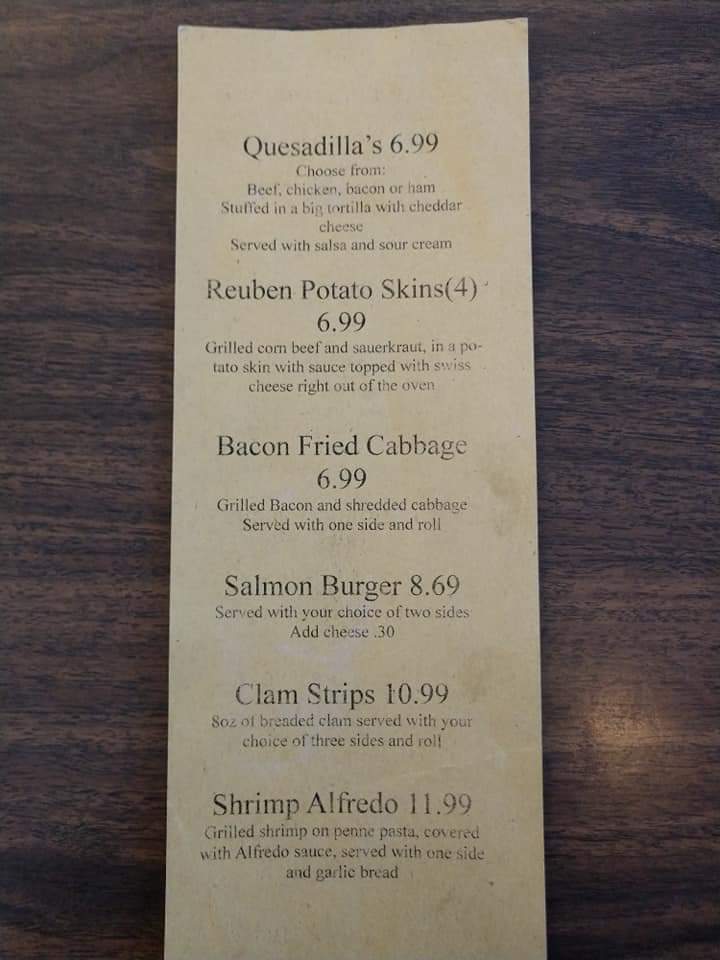 Quesadilla's 6.99
Choose from:
Beef, chicken, bacon or ham
Stuffed in a big tortilla with cheddar
cheese
Served with salsa and sour cream
Reuben Potato Skins(4)
6.99
Grilled corn beef and sauerkraut, in a po-
tato skin with sauce topped with swiss
cheese right out of the oven
Bacon Fried Cabbage
6.99
Grilled Bacon and shredded cabbage
Served with one side and roll
Salmon Burger 8.69
Served with your choice of two sides
Add cheese .30
Clam Strips 10.99
8oz of breaded clam served with your
choice of three sides and roll
Shrimp Alfredo 11.99
Grilled shrimp on penne pasta, covered
with Alfredo sauce, served with one side
and garlic bread